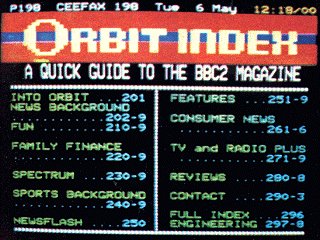 P190 CEEFAX 190 Tue 6 May 12:18/00
ORBIT INDEX
A QUICK GUIDE TO THE BBC2 MAGAZINE
INTO ORBIT ....201
NEWS BACKGROUND
..........202-9
FUN .....210-9
FAMILY FINANCE
..........220-9
SPECTRUM ..230-9
SPORTS BACKGROUND
..........240-9
NEWSFLASH ....250
FEATURES ....251-9
CONSUMER NEWS
............261-6
TV and RADIO PLUS
............271-9
REVIEWS .....280-8
CONTACT .....290-3
FULL INDEX ....296
ENGINEERING 297-8